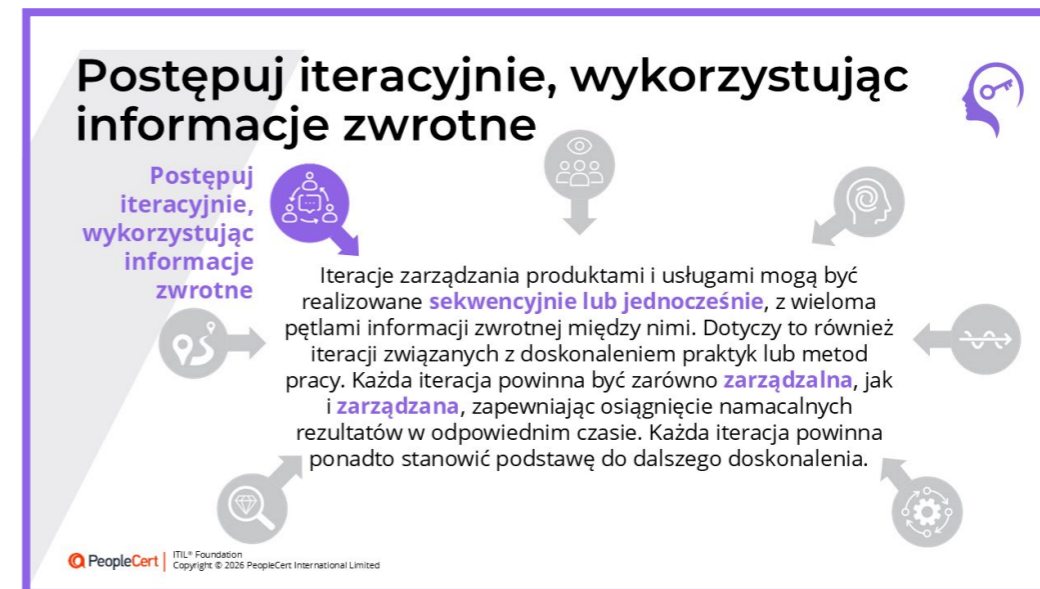 Postępuj iteracyjnie, wykorzystując
informacje zwrotne
Postępuj
iteracyjnie,
wykorzystując
informacje
zwrotne
Iteracje zarządzania produktami i usługami mogą być
realizowane sekwencyjnie lub jednocześnie, z wieloma
pętlami informacji zwrotnej między nimi. Dotyczy to również
iteracji związanych z doskonaleniem praktyk lub metod
pracy. Każda iteracja powinna być zarówno zarządzalna, jak
i zarządzana, zapewniając osiągnięcie namacalnych
rezultatów w odpowiednim czasie. Każda iteracja powinna
ponadto stanowić podstawę do dalszego doskonalenia.
PeopleCert
ITIL® Foundation
Copyright © 2026 PeopleCert International Limited